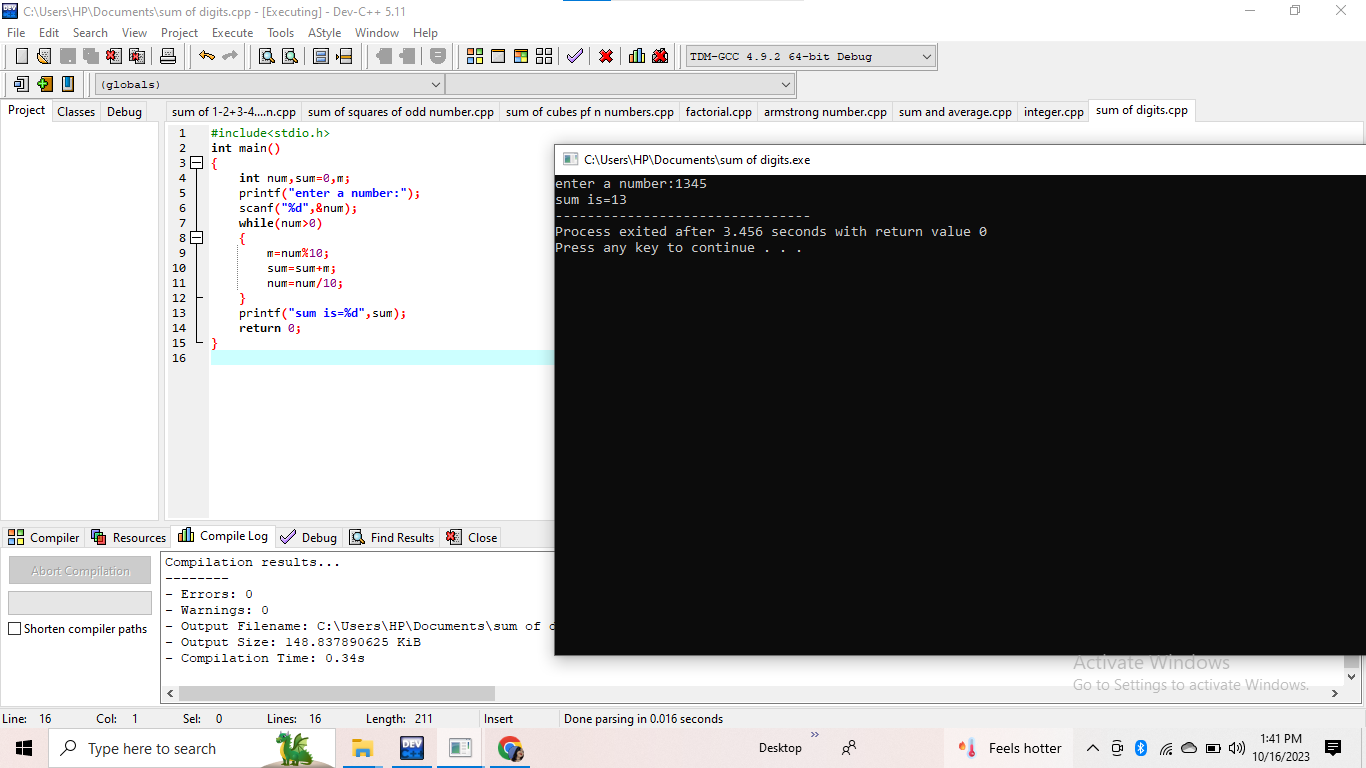 C:\Users\HP\Documents\sum of digits.cpp - [Executing] - Dev-C++ 5.11
File Edit Search View Project Execute Tools AStyle Window Help
TDM-GCC 4.9.2 64-bit Debug
(globals)
Project Classes Debug
sum of 1-2+3-4....n.cpp sum of squares of odd number.cpp sum of cubes pf n numbers.cpp factorial.cpp armstrong number.cpp sum and average.cpp integer.cpp sum of digits.cpp
1 #include<stdio.h>
2 int main()
3 {
4 int num,sum=0,m;
5 printf("enter a number:");
6 scanf("%d",&num);
7 while(num>0)
8 {
9 m=num%10;
10 sum=sum+m;
11 num=num/10;
12 }
13 printf("sum is=%d",sum);
14 return 0;
15 }
16
C:\Users\HP\Documents\sum of digits.exe
enter a number:1345
sum is=13
--------------------------------
Process exited after 3.456 seconds with return value 0
Press any key to continue . . .
Compiler Resources Compile Log Debug Find Results Close
Abort Compilation
Shorten compiler paths
Compilation results...
--------
- Errors: 0
- Warnings: 0
- Output Filename: C:\Users\HP\Documents\sum of
- Output Size: 148.837890625 KiB
- Compilation Time: 0.34s
Activate Windows
Go to Settings to activate Windows.
Line: 16 Col: 1 Sel: 0 Lines: 16 Length: 211 Insert Done parsing in 0.016 seconds
Type here to search
DEV
Desktop
Feels hotter
1:41 PM
10/16/2023